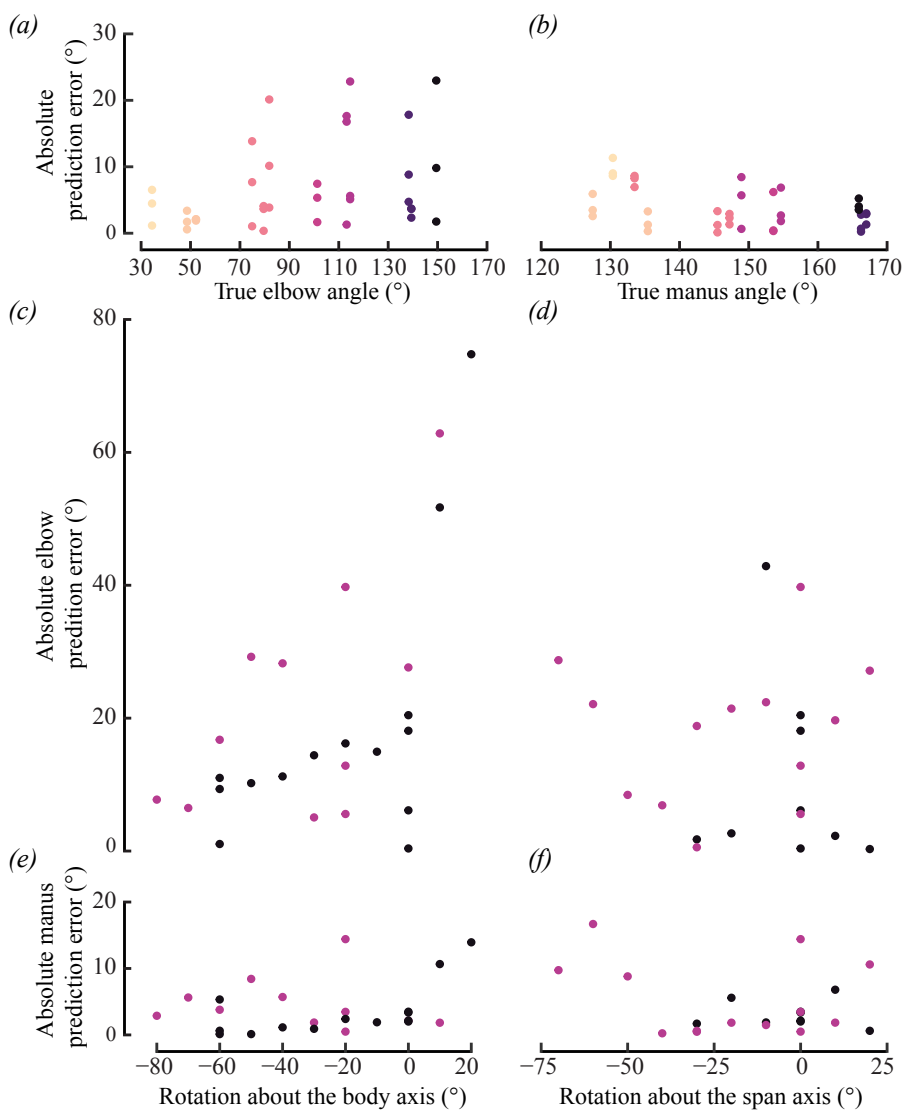 (a)
(b)
Absolute
prediction error (°)
30
20
10
0
30 50 70 90 110 130 150 170
True elbow angle (°)
120 130 140 150 160 170
True manus angle (°)
(c)
(d)
Absolute elbow
predition error (°)
80
60
40
20
0
(e)
(f)
Absolute manus
prediction error (°)
20
10
0
−80 −60 −40 −20 0 20
Rotation about the body axis (°)
−75 −50 −25 0 25
Rotation about the span axis (°)